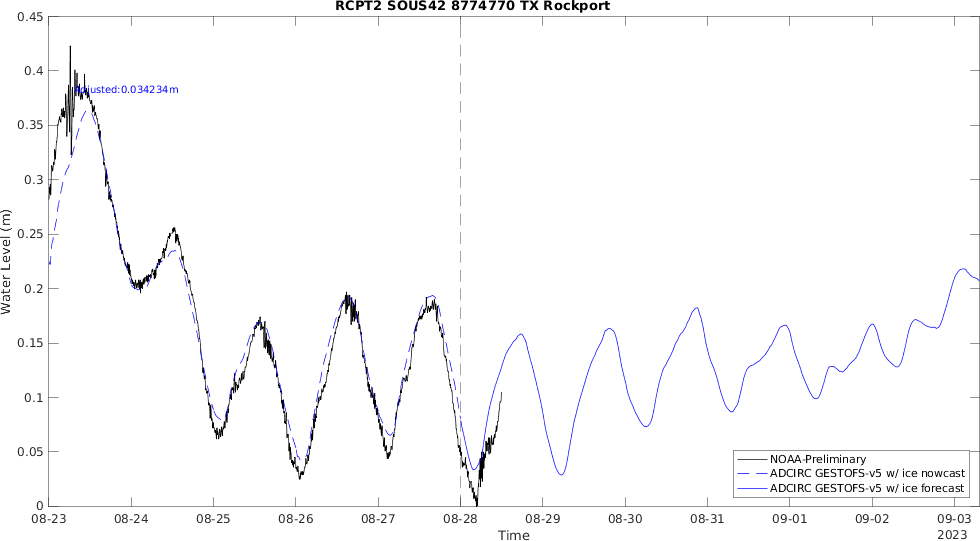 RCPT2 SOUS42 8774770 TX Rockport
0.45
0.4
0.35
0.3
0.25
0.2
0.15
0.1
0.05
0
Water Level (m)
Adjusted:0.034234m
NOAA-Preliminary
ADCIRC GESTOFS-v5 w/ ice nowcast
ADCIRC GESTOFS-v5 w/ ice forecast
08-23 08-24 08-25 08-26 08-27 08-28 08-29 08-30 08-31 09-01 09-02 09-03
Time
2023